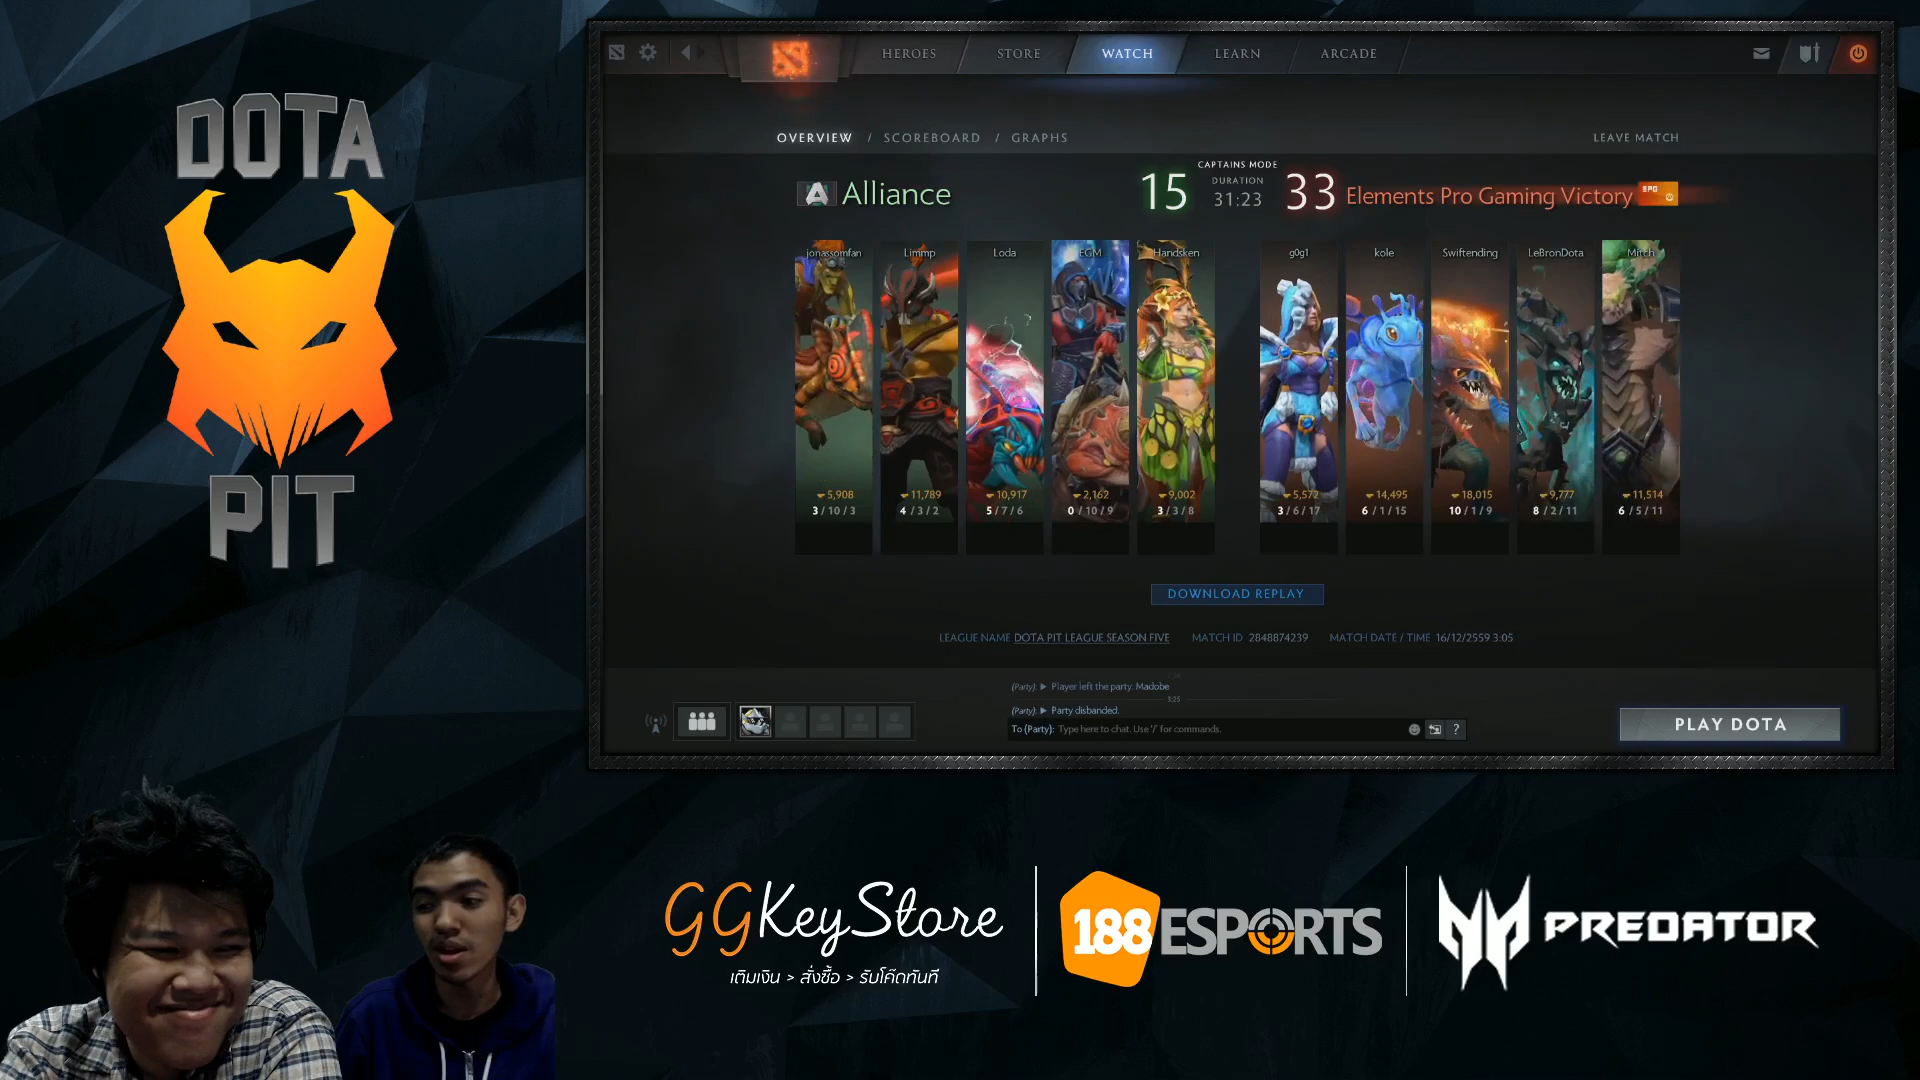 DOTA
PIT
HEROES
STORE
WATCH
LEARN
ARCADE
OVERVIEW / SCOREBOARD / GRAPHS
LEAVE MATCH
Alliance
15
CAPTAINS MODE
DURATION
31:23
33
Elements Pro Gaming Victory
EPG
jonassomfan
Limmp
Loda
EGM
Handsken
g0g1
kole
Swiftending
LeBronDota
Mitch
5,908
11,789
10,917
2,162
9,002
5,572
14,495
18,015
9,777
11,514
3 / 10 / 3
4 / 3 / 2
5 / 7 / 6
0 / 10 / 9
3 / 3 / 8
3 / 6 / 17
6 / 1 / 15
10 / 1 / 9
8 / 2 / 11
6 / 5 / 11
DOWNLOAD REPLAY
LEAGUE NAME DOTA PIT LEAGUE SEASON FIVE MATCH ID 2848874239 MATCH DATE / TIME 16/12/2559 3:05
(Party): ▶ Player left the party: Madobe
3:25
(Party): ▶ Party disbanded.
To (Party): Type here to chat. Use '/' for commands.
?
PLAY DOTA
GGKeyStore
เติมเงิน > สั่งซื้อ > รับโค๊ดทันที
188ESPORTS
PREDATOR